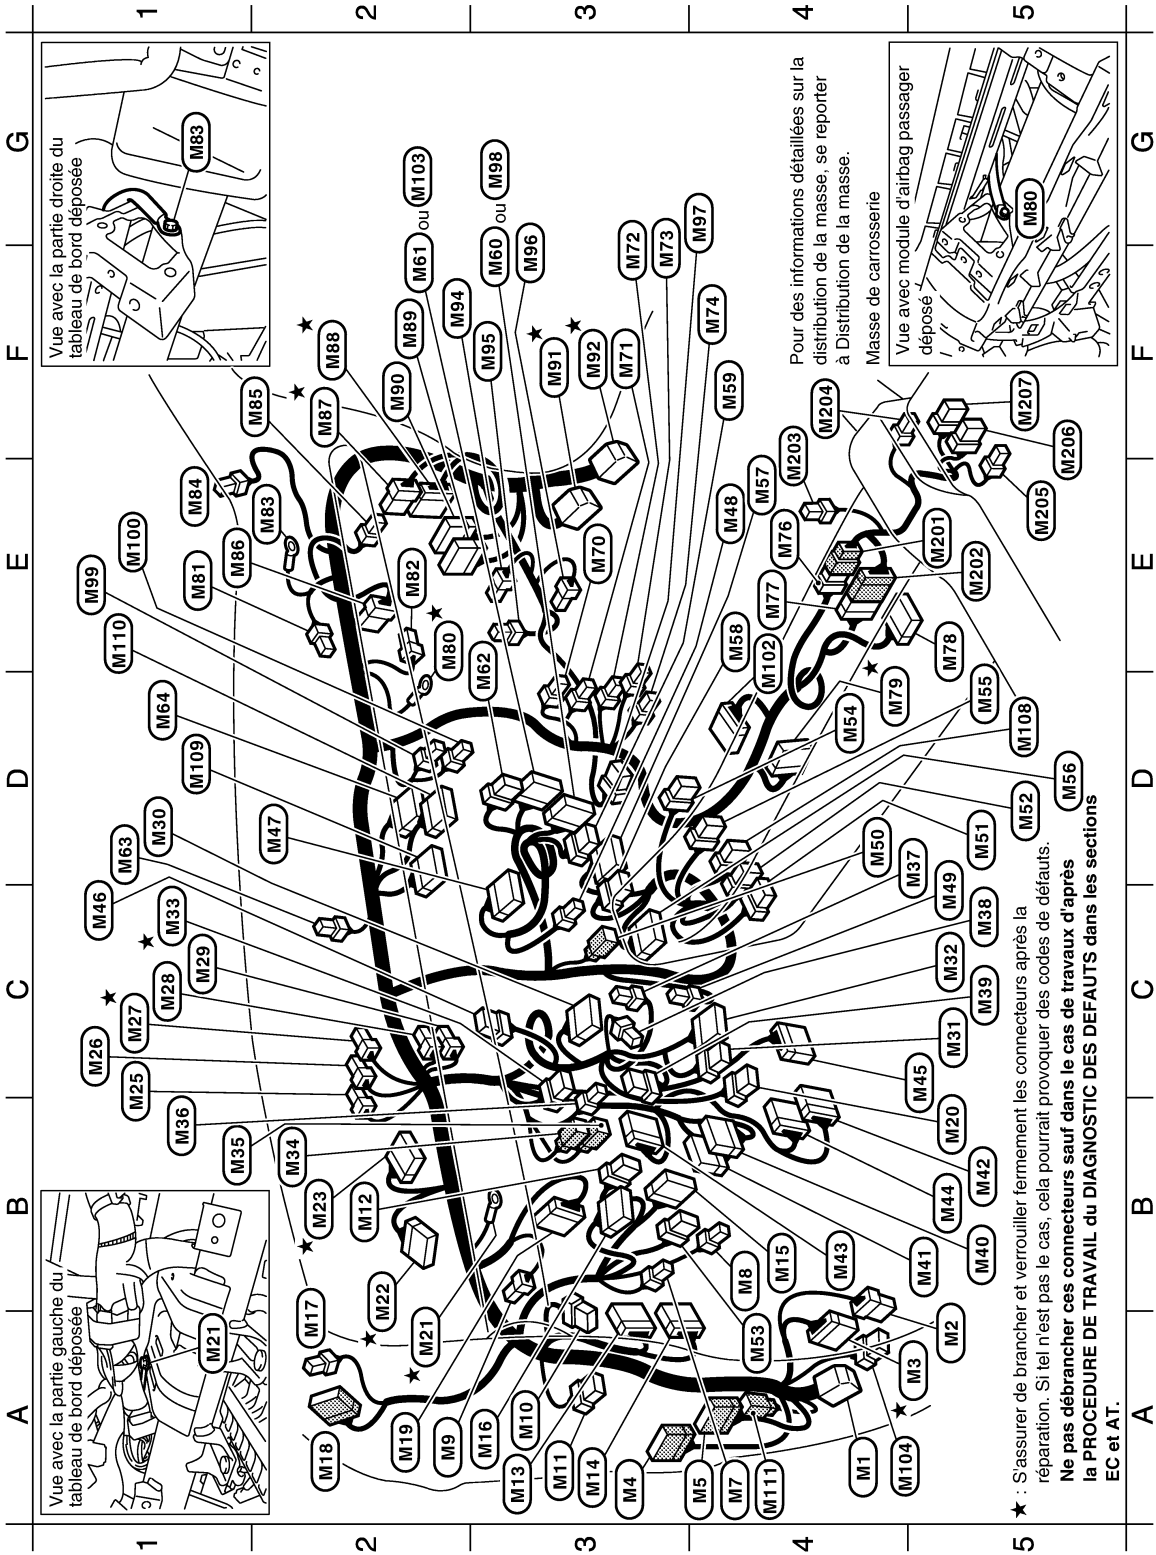 1
2
3
4
5
A
B
C
D
E
F
G
Vue avec la partie gauche du
tableau de bord déposée
M21
Vue avec la partie droite du
tableau de bord déposée
M83
Vue avec module d'airbag passager
déposé
M80
Pour des informations détaillées sur la
distribution de la masse, se reporter
à Distribution de la masse.
Masse de carrosserie
M46
M63
M30
M109
M64
M110
M99
M100
M84
M81
M86
M83
M85
M87
★
M88
★
M90
M89
M61 ou M103
M94
M95
M60 ou M98
M96
M91
★
M92
★
M71
M72
M73
M97
M74
M59
M57
M48
M70
M62
M80
★
M82
M47
M33
★
M29
M28
M27
★
M26
M25
M36
M35
M34
M23
M12
M22
M17
★
M21
★
M18
M19
★
M9
M16
M10
M13
M11
M14
M4
M5
M7
M111
M1
M104
★
M3
M2
M53
M8
M15
M43
M41
M40
M44
M42
M20
M45
M31
M39
M32
M38
M49
M37
M50
M51
M52
M56
M108
M55
M54
M79
★
M78
M102
M58
M77
M76
M203
M204
M201
M202
M205
M206
M207
★ : S'assurer de brancher et verrouiller fermement les connecteurs après la
réparation. Si tel n'est pas le cas, cela pourrait provoquer des codes de défauts.
Ne pas débrancher ces connecteurs sauf dans le cas de travaux d'après
la PROCEDURE DE TRAVAIL du DIAGNOSTIC DES DEFAUTS dans les sections
EC et AT.
A
B
C
D
E
F
G
1
2
3
4
5